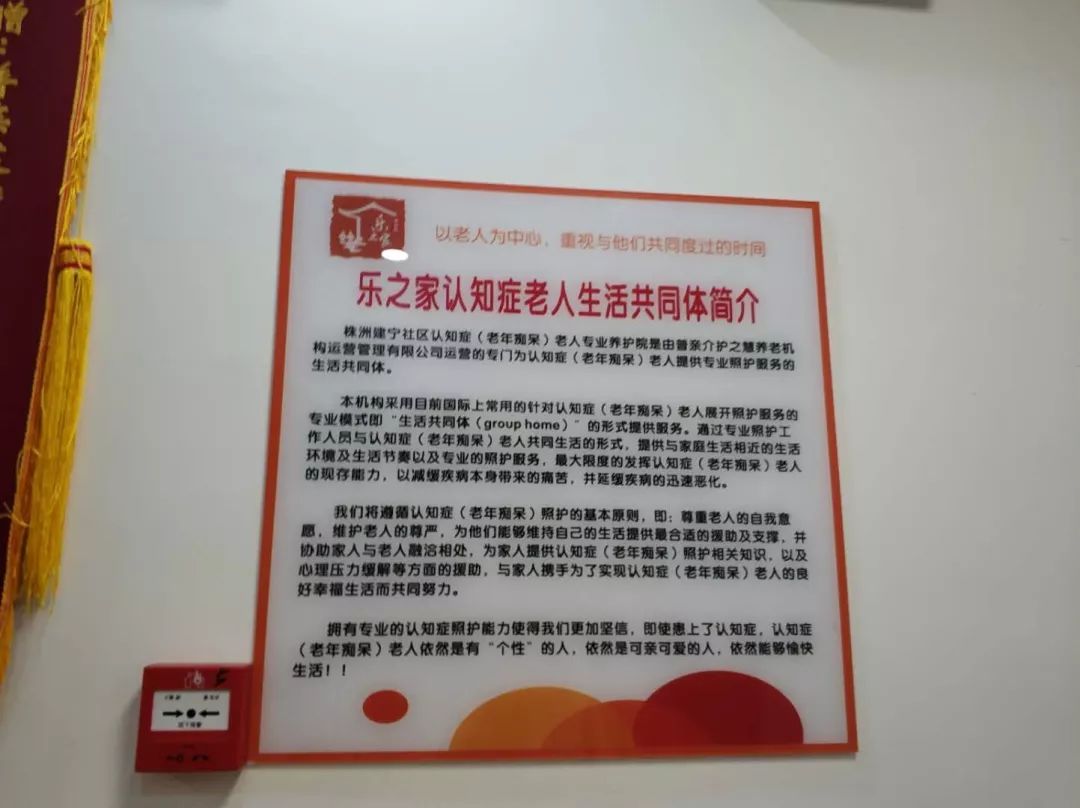 乐之家
以老人为中心，重视与他们共同度过的时间
乐之家认知症老人生活共同体简介
株洲建宁社区认知症（老年痴呆）老人专业养护院是由普亲介护之慧养老机
构运营管理有限公司运营的专门为认知症（老年痴呆）老人提供专业照护服务的
生活共同体。
本机构采用目前国际上常用的针对认知症（老年痴呆）老人展开照护服务的
专业模式即“生活共同体（group home）”的形式提供服务。通过专业照护工
作人员与认知症（老年痴呆）老人共同生活的形式，提供与家庭生活相近的生活
环境及生活节奏以及专业的照护服务，最大限度的发挥认知症（老年痴呆）老人
的现存能力，以减缓疾病本身带来的痛苦，并延缓疾病的迅速恶化。
我们将遵循认知症（老年痴呆）照护的基本原则，即：尊重老人的自我意
愿，维护老人的尊严，为他们能够维持自己的生活提供最合适的援助及支撑，并
协助家人与老人融洽相处，为家人提供认知症（老年痴呆）照护相关知识，以及
心理压力缓解等方面的援助，与家人携手为了实现认知症（老年痴呆）老人的良
好幸福生活而共同努力。
拥有专业的认知症照护能力使得我们更加坚信，即使患上了认知症，认知症
（老年痴呆）老人依然是有“个性”的人，依然是可亲可爱的人，依然能够愉快
生活！！